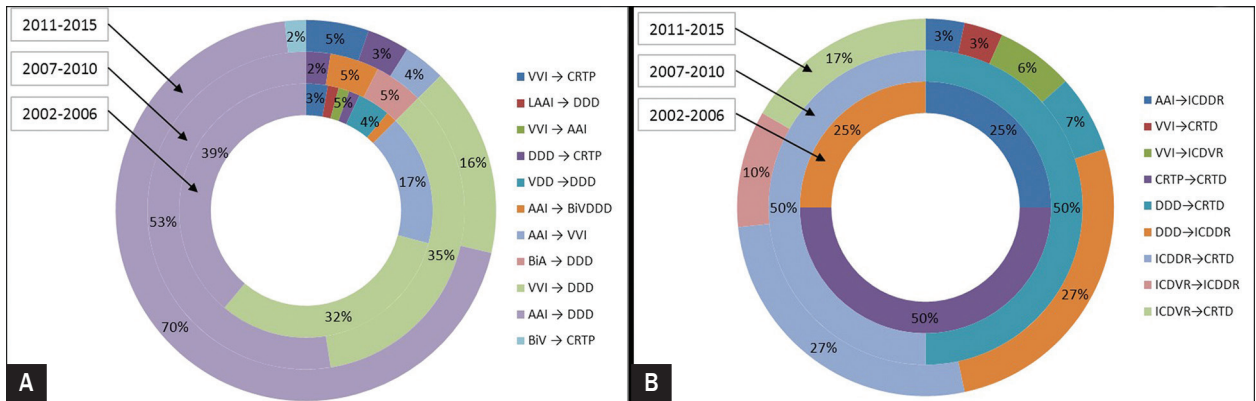 2011-2015
2007-2010
2002-2006
2%
5%
3%
4%
2%
5%
5%
3%
5%
4%
39%
17%
16%
53%
35%
32%
70%
VVI → CRTP
LAAI → DDD
VVI → AAI
DDD → CRTP
VDD →DDD
AAI → BiVDDD
AAI → VVI
BiA → DDD
VVI → DDD
AAI → DDD
BiV → CRTP
A
2011-2015
2007-2010
2002-2006
3%
3%
6%
17%
7%
25%
25%
10%
50%
50%
27%
50%
27%
AAI→ICDDR
VVI→CRTD
VVI→ICDVR
CRTP→CRTD
DDD→CRTD
DDD→ICDDR
ICDDR→CRTD
ICDVR→ICDDR
ICDVR→CRTD
B